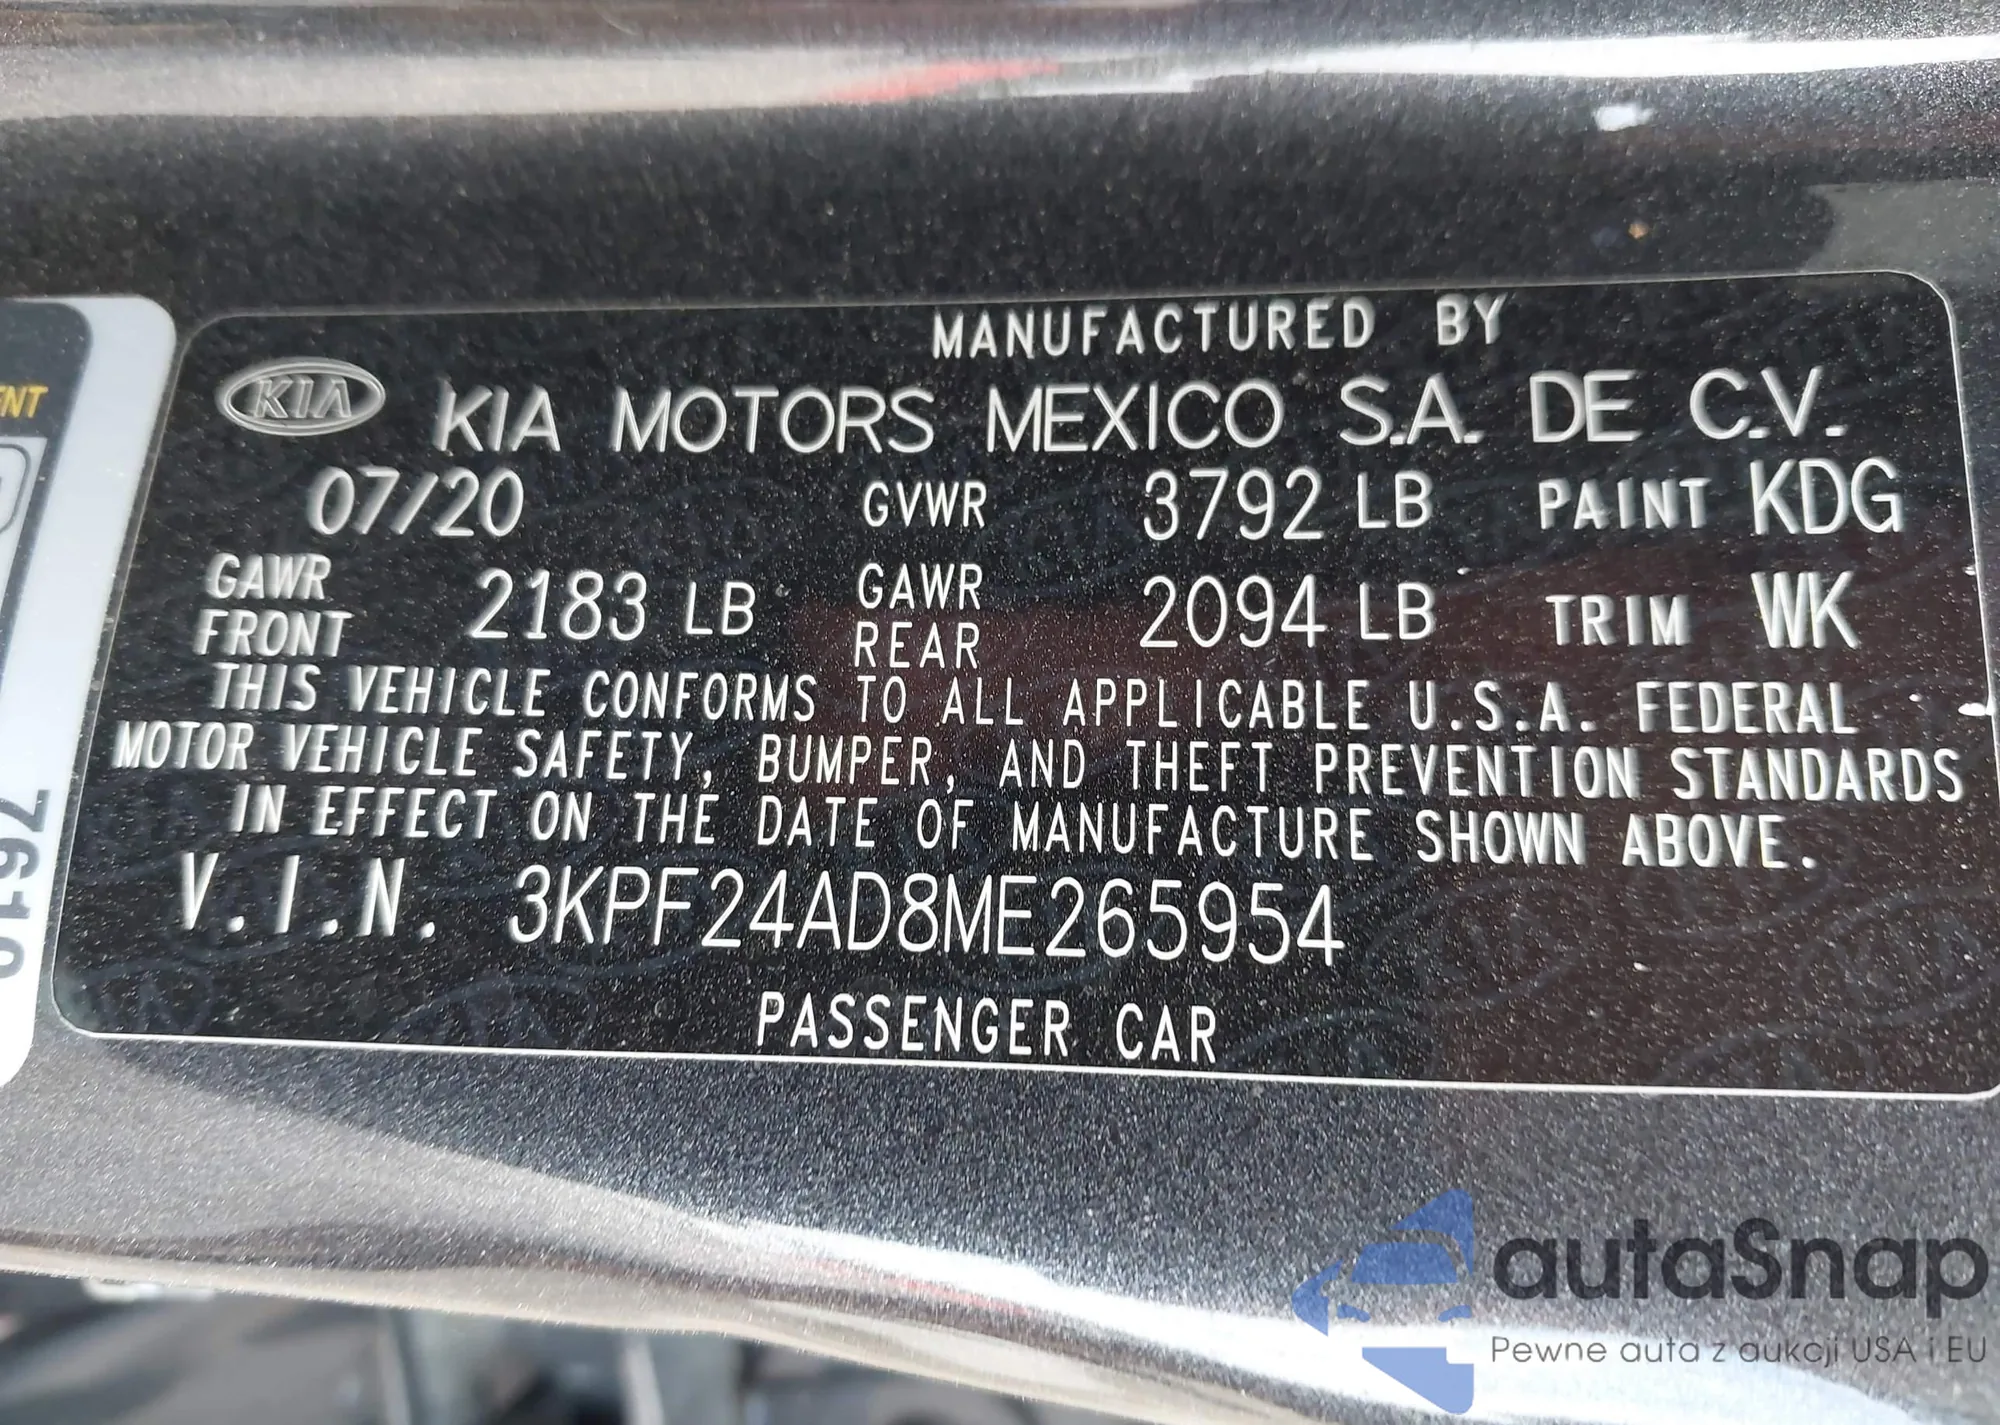 MANUFACTURED BY
KIA KIA MOTORS MEXICO S.A. DE C.V.
07/20 GVWR 3792 LB PAINT KDG
GAWR FRONT 2183 LB GAWR REAR 2094 LB TRIM WK
THIS VEHICLE CONFORMS TO ALL APPLICABLE U.S.A. FEDERAL
MOTOR VEHICLE SAFETY, BUMPER, AND THEFT PREVENTION STANDARDS
IN EFFECT ON THE DATE OF MANUFACTURE SHOWN ABOVE.
V.I.N. 3KPF24AD8ME265954
PASSENGER CAR
autaSnap
Pewne auta z aukcji USA i EU